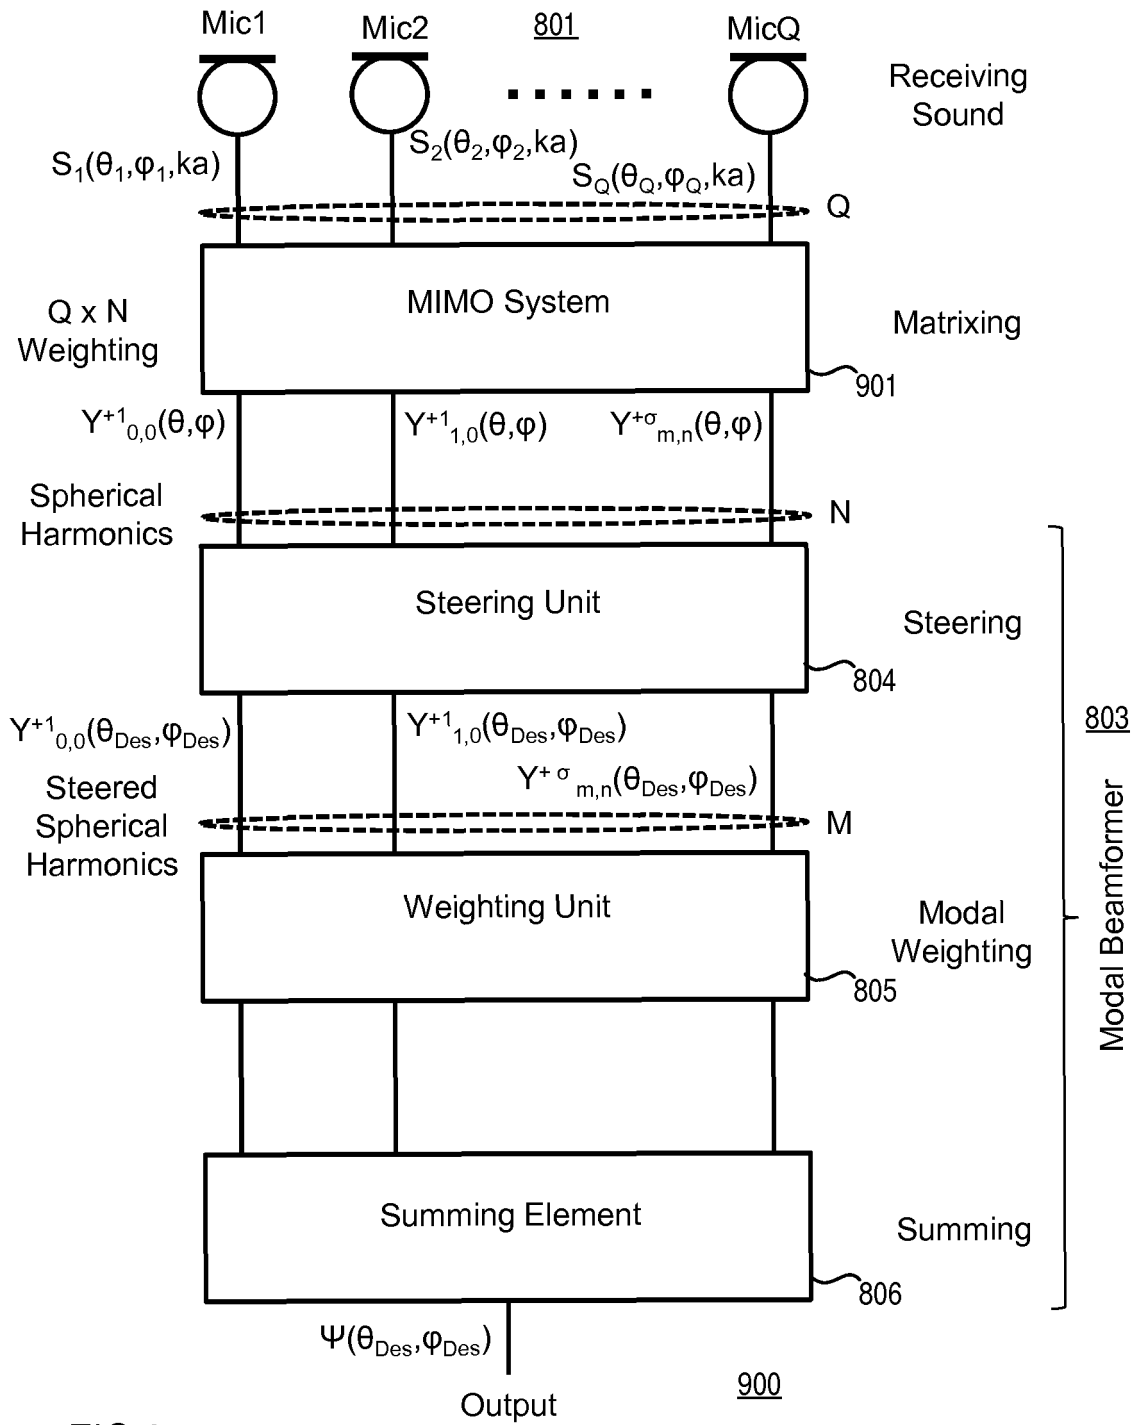 Mic1
Mic2
801
MicQ
Receiving
Sound
S1(θ1,φ1,ka)
S2(θ2,φ2,ka)
SQ(θQ,φQ,ka)
Q
Q x N
Weighting
MIMO System
Matrixing
901
Y+10,0(θ,φ)
Y+11,0(θ,φ)
Y+σm,n(θ,φ)
Spherical
Harmonics
N
Steering Unit
Steering
804
Y+10,0(θDes,φDes)
Y+11,0(θDes,φDes)
803
Y+ σ m,n(θDes,φDes)
Steered
Spherical
Harmonics
M
Modal Beamformer
Weighting Unit
Modal
Weighting
805
Summing Element
Summing
806
Ψ(θDes,φDes)
Output
900